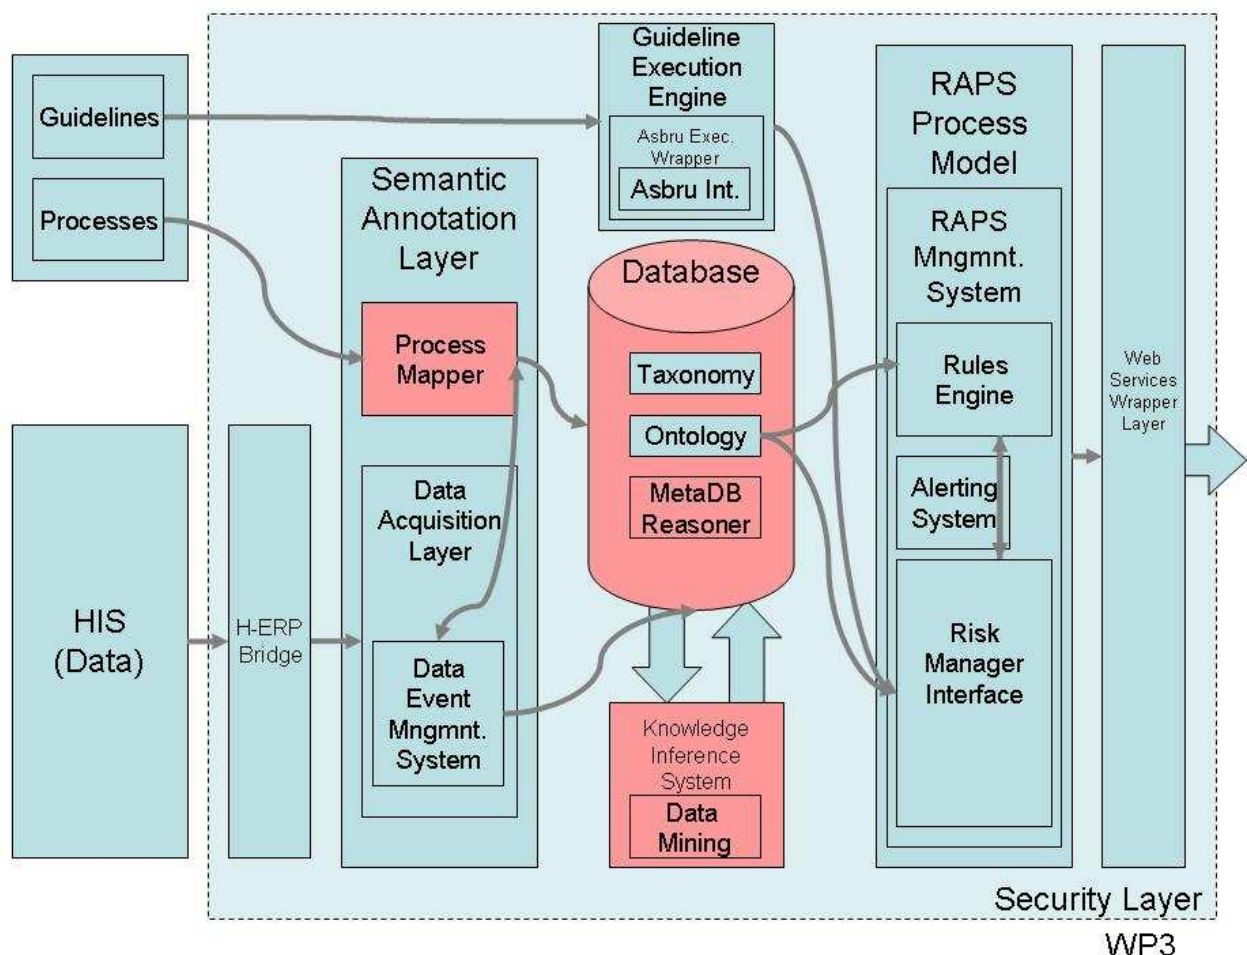 Guidelines
Processes
HIS
(Data)
H-ERP
Bridge
Semantic
Annotation
Layer
Process
Mapper
Data
Acquisition
Layer
Data
Event
Mngmnt.
System
Guideline
Execution
Engine
Asbru Exec.
Wrapper
Asbru Int.
Database
Taxonomy
Ontology
MetaDB
Reasoner
Knowledge
Inference
System
Data
Mining
RAPS
Process
Model
RAPS
Mngmnt.
System
Rules
Engine
Alerting
System
Risk
Manager
Interface
Web
Services
Wrapper
Layer
Security Layer
WP3